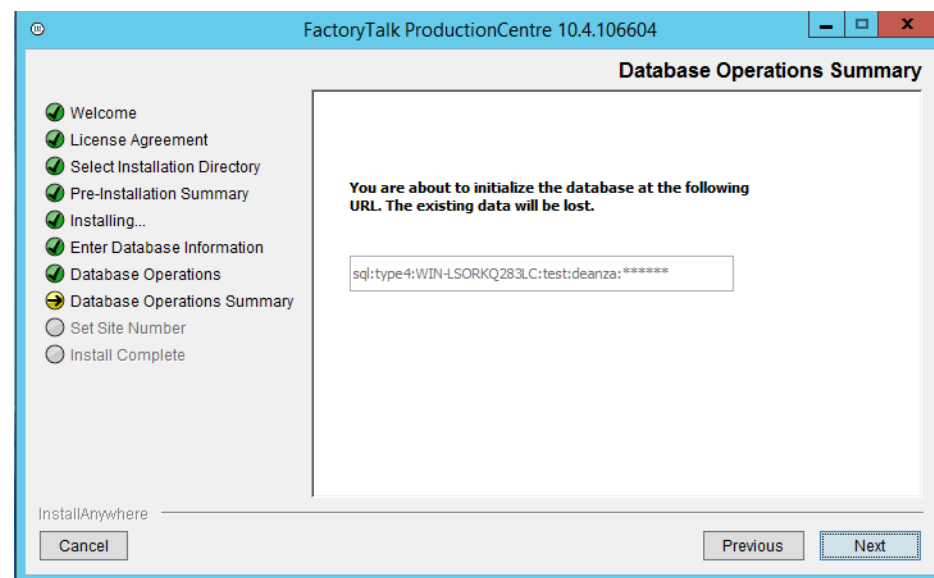 FactoryTalk ProductionCentre 10.4.106604
Database Operations Summary
Welcome
License Agreement
Select Installation Directory
Pre-Installation Summary
Installing...
Enter Database Information
Database Operations
Database Operations Summary
Set Site Number
Install Complete
You are about to initialize the database at the following
URL. The existing data will be lost.
sql:type4:WIN-LSORKQ283LC:test:deanza:******
InstallAnywhere
Cancel
Previous
Next